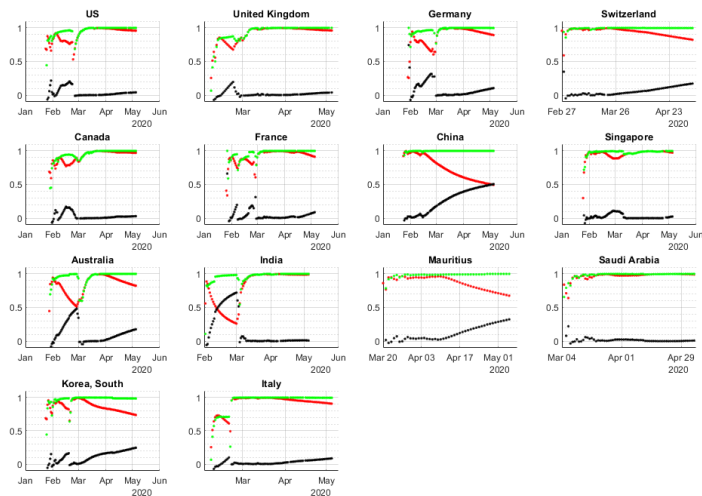 US
United Kingdom
Germany
Switzerland
1
0.5
0
Jan Feb Mar Apr May Jun
2020
1
0.5
0
Mar Apr May
2020
1
0.5
0
Jan Feb Mar Apr May Jun
2020
1
0.5
0
Feb 27 Mar 26 Apr 23
2020
Canada
France
China
Singapore
1
0.5
0
Jan Feb Mar Apr May Jun
2020
1
0.5
0
Jan Feb Mar Apr May Jun
2020
1
0.5
0
Jan Feb Mar Apr May Jun
2020
1
0.5
0
Jan Feb Mar Apr May Jun
2020
Australia
India
Mauritius
Saudi Arabia
1
0.5
0
Jan Feb Mar Apr May Jun
2020
1
0.5
0
Feb Mar Apr May Jun
2020
1
0.5
0
Mar 20 Apr 03 Apr 17 May 01
2020
1
0.5
0
Mar 04 Apr 01 Apr 29
2020
Korea, South
Italy
1
0.5
0
Jan Feb Mar Apr May Jun
2020
1
0.5
0
Mar Apr May
2020